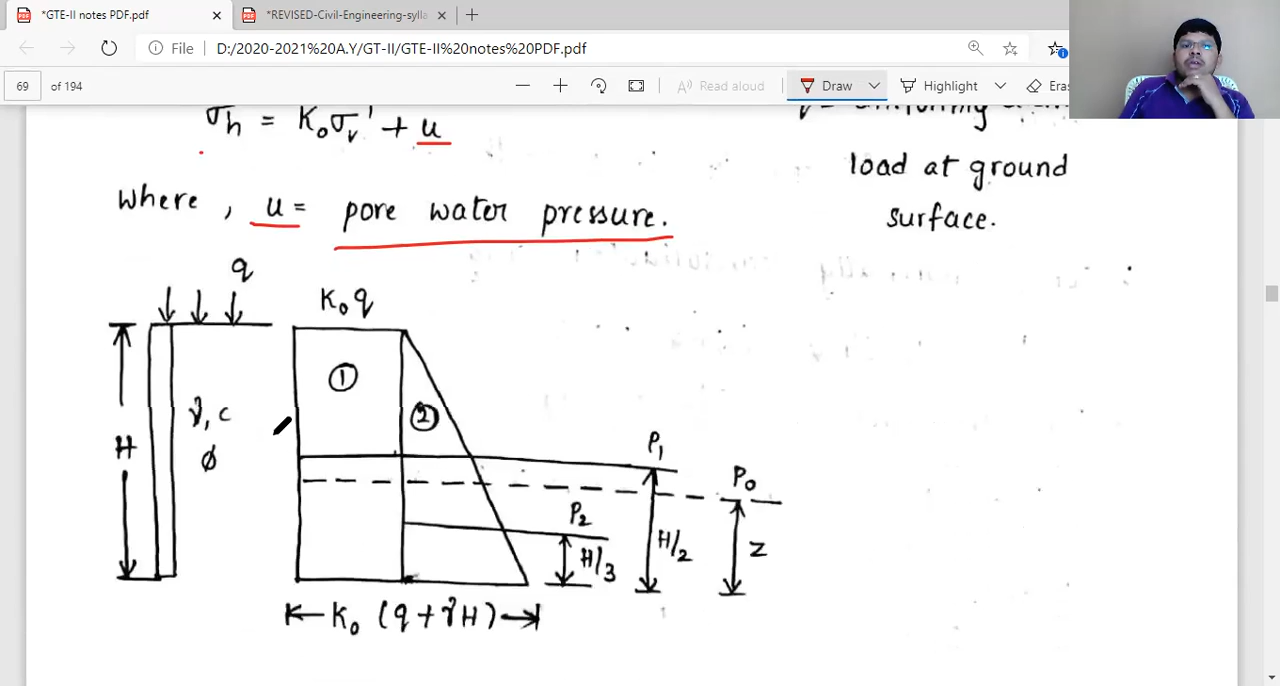 *GTE-II notes PDF.pdf
*REVISED-Civil-Engineering-sylla
File D:/2020-2021%20A.Y/GT-II/GTE-II%20notes%20PDF.pdf
69 of 194 Read aloud Draw Highlight Eras
σh = K₀σv' + u
load at ground
surface.
where, u = pore water pressure.
q
K₀q
①
②
γ, c
φ
H
P₁
P₀
P₂
H/3
H/2
z
K₀ (q+γH)